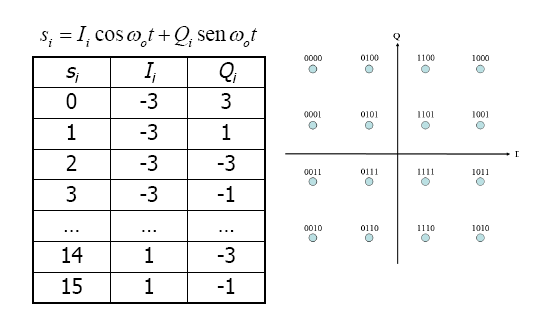 s_i = I_i cos ω_o t + Q_i sen ω_o t
s_i I_i Q_i
0 -3 3
1 -3 1
2 -3 -3
3 -3 -1
... ... ...
14 1 -3
15 1 -1
Q
0000 0100 1100 1000
0001 0101 1101 1001
I
0011 0111 1111 1011
0010 0110 1110 1010